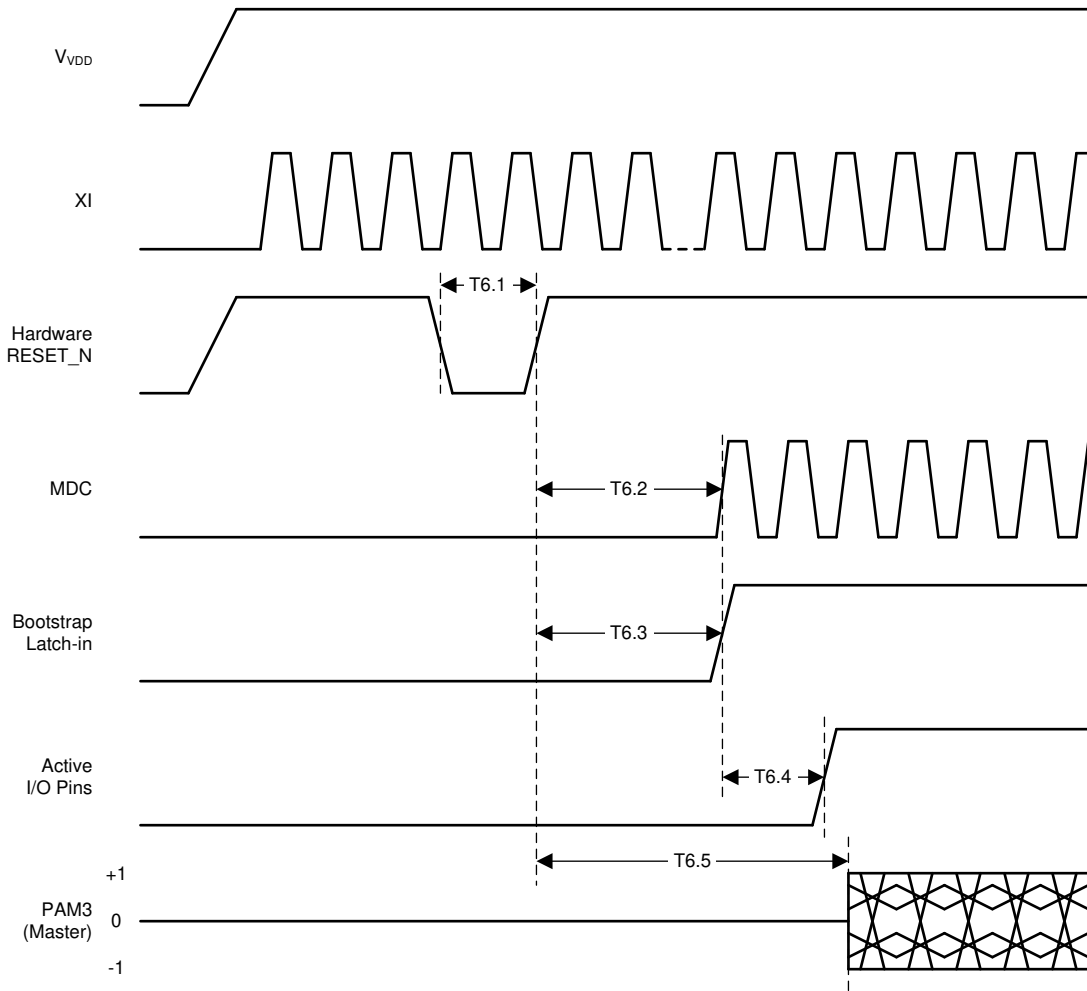 VVDD
XI
T6.1
Hardware
RESET_N
MDC
T6.2
Bootstrap
Latch-in
T6.3
Active
I/O Pins
T6.4
T6.5
+1
PAM3
(Master)
0
-1